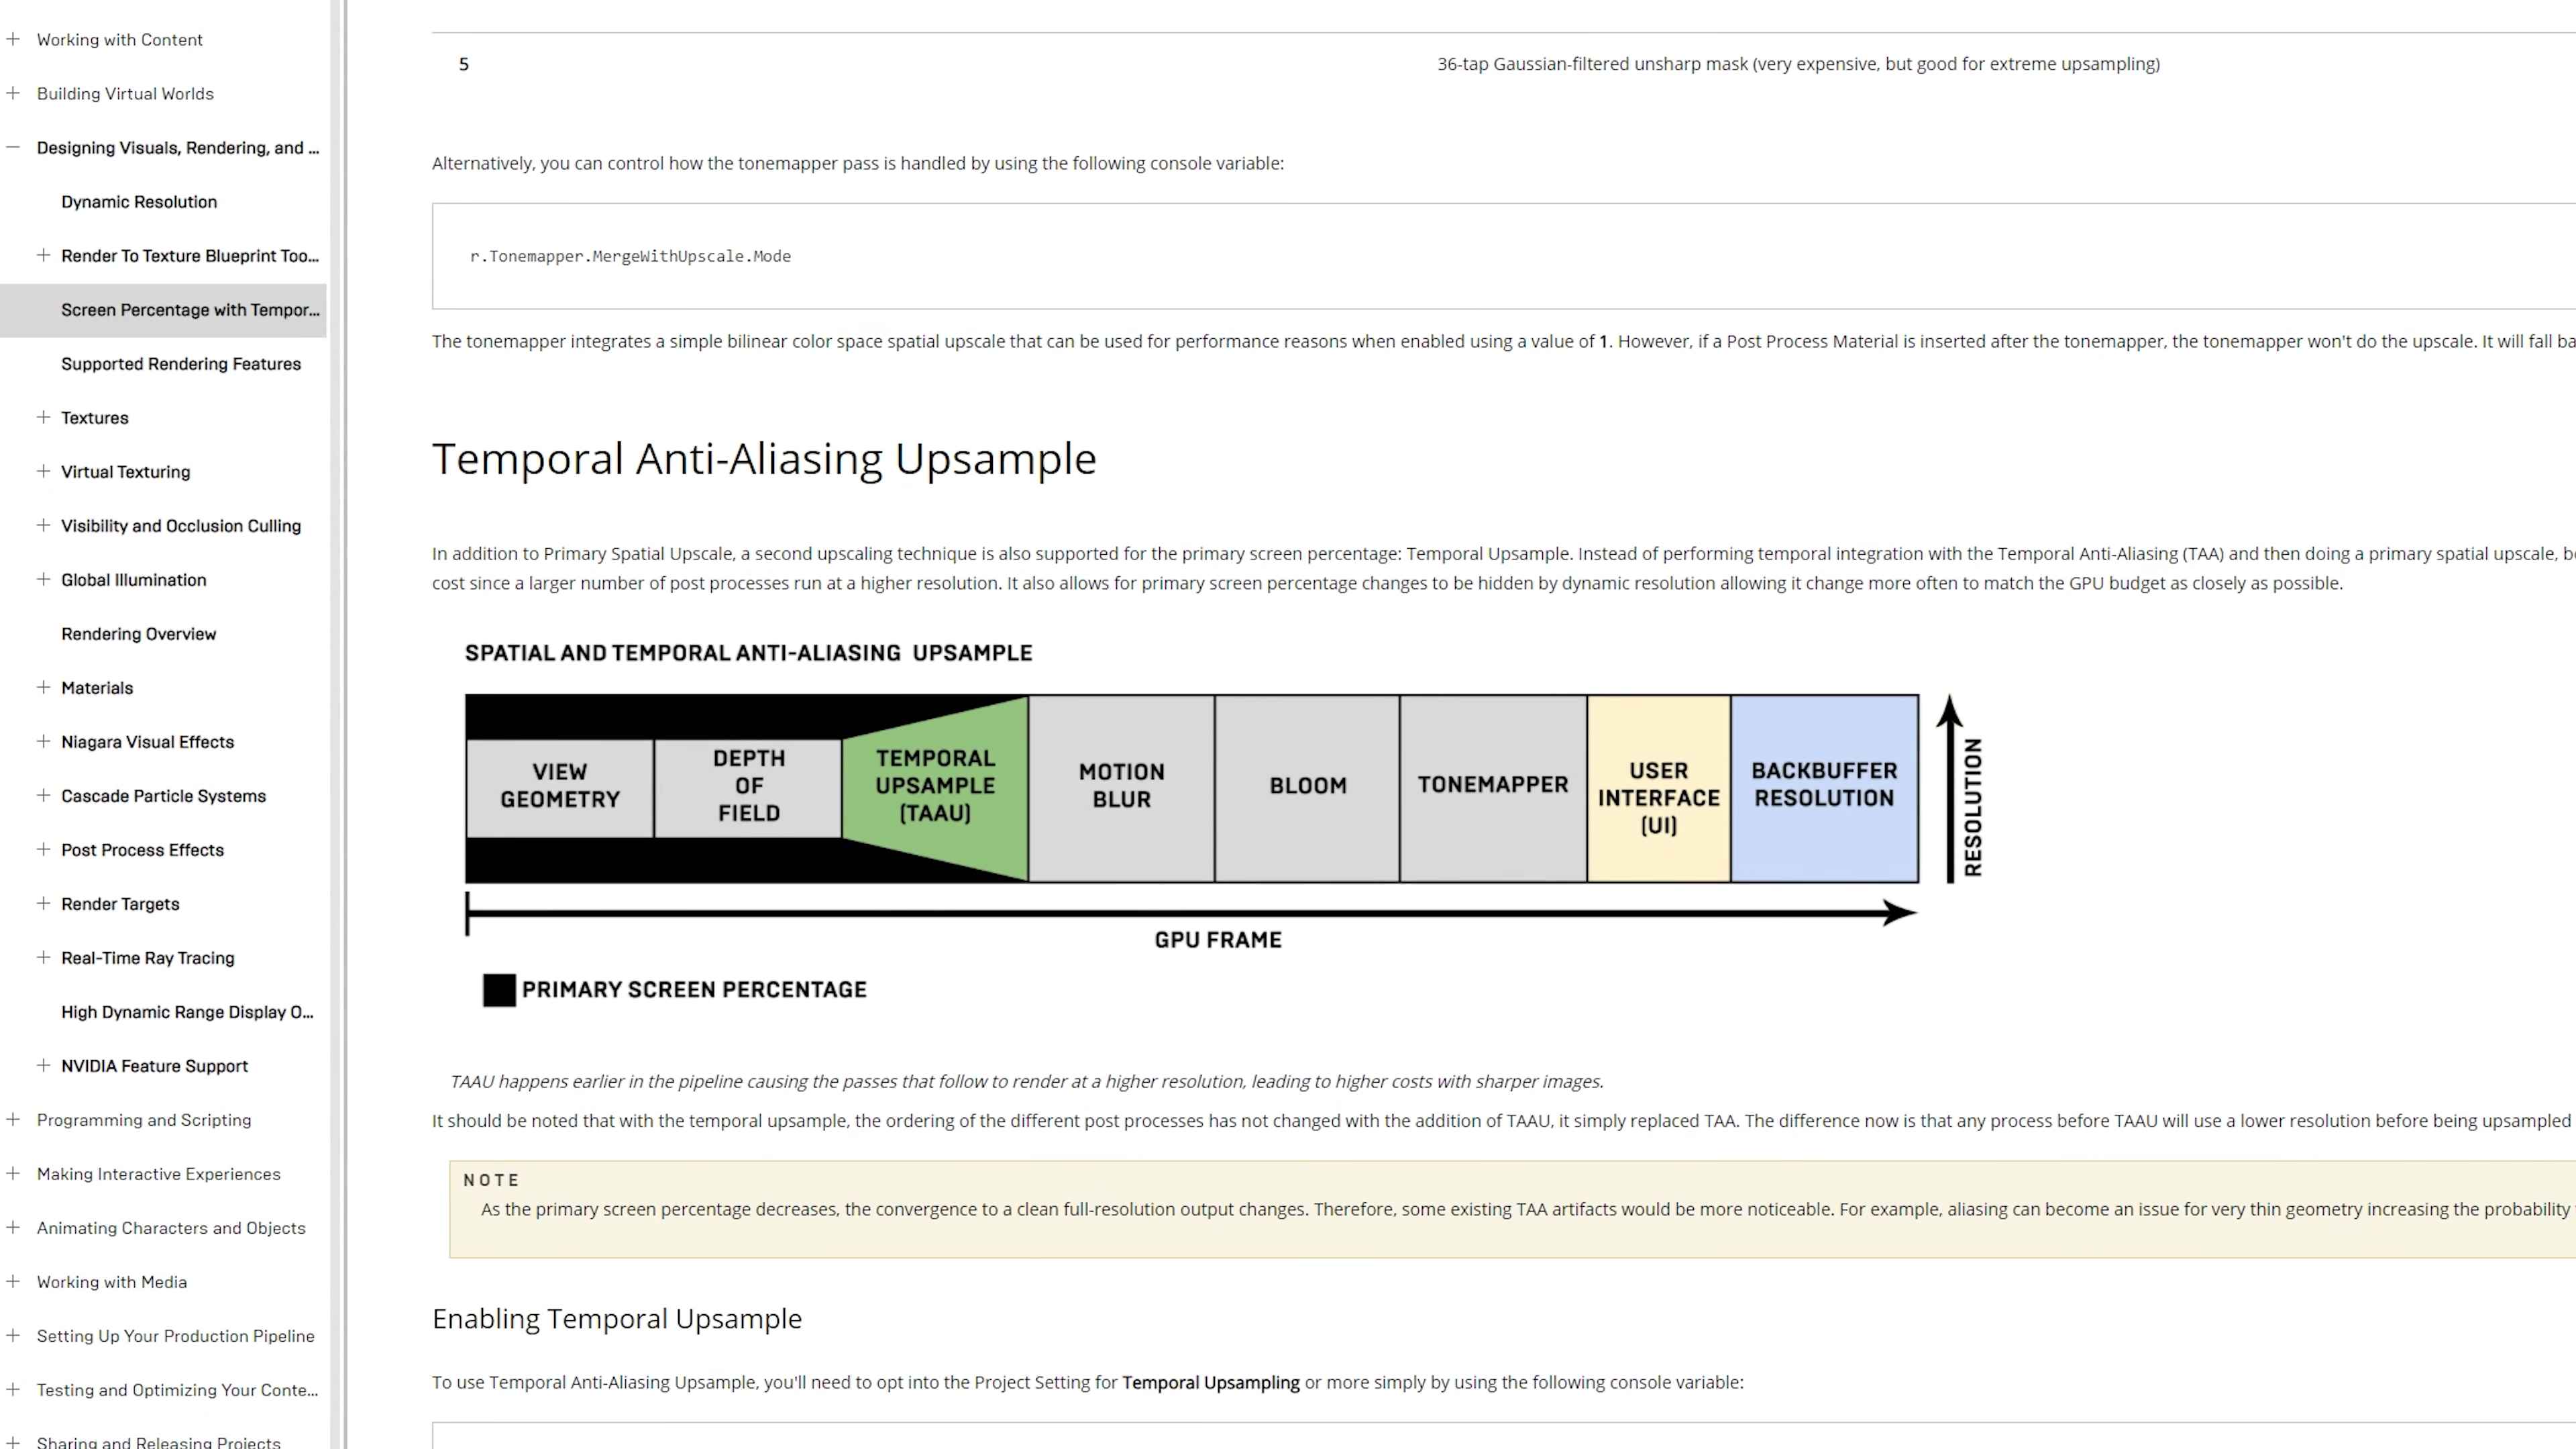 Working with Content
Building Virtual Worlds
Designing Visuals, Rendering, and ...
Dynamic Resolution
Render To Texture Blueprint Too...
Screen Percentage with Tempor...
Supported Rendering Features
Textures
Virtual Texturing
Visibility and Occlusion Culling
Global Illumination
Rendering Overview
Materials
Niagara Visual Effects
Cascade Particle Systems
Post Process Effects
Render Targets
Real-Time Ray Tracing
High Dynamic Range Display O...
NVIDIA Feature Support
Programming and Scripting
Making Interactive Experiences
Animating Characters and Objects
Working with Media
Setting Up Your Production Pipeline
Testing and Optimizing Your Conte...
Sharing and Releasing Projects
5
36-tap Gaussian-filtered unsharp mask (very expensive, but good for extreme upsampling)
Alternatively, you can control how the tonemapper pass is handled by using the following console variable:
r.Tonemapper.MergeWithUpscale.Mode
The tonemapper integrates a simple bilinear color space spatial upscale that can be used for performance reasons when enabled using a value of 1. However, if a Post Process Material is inserted after the tonemapper, the tonemapper won't do the upscale. It will fall ba
Temporal Anti-Aliasing Upsample
In addition to Primary Spatial Upscale, a second upscaling technique is also supported for the primary screen percentage: Temporal Upsample. Instead of performing temporal integration with the Temporal Anti-Aliasing (TAA) and then doing a primary spatial upscale, b
cost since a larger number of post processes run at a higher resolution. It also allows for primary screen percentage changes to be hidden by dynamic resolution allowing it change more often to match the GPU budget as closely as possible.
SPATIAL AND TEMPORAL ANTI-ALIASING UPSAMPLE
VIEW
GEOMETRY
DEPTH
OF
FIELD
TEMPORAL
UPSAMPLE
(TAAU)
MOTION
BLUR
BLOOM
TONEMAPPER
USER
INTERFACE
(UI)
BACKBUFFER
RESOLUTION
RESOLUTION
GPU FRAME
PRIMARY SCREEN PERCENTAGE
TAAU happens earlier in the pipeline causing the passes that follow to render at a higher resolution, leading to higher costs with sharper images.
It should be noted that with the temporal upsample, the ordering of the different post processes has not changed with the addition of TAAU, it simply replaced TAA. The difference now is that any process before TAAU will use a lower resolution before being upsampled
NOTE
As the primary screen percentage decreases, the convergence to a clean full-resolution output changes. Therefore, some existing TAA artifacts would be more noticeable. For example, aliasing can become an issue for very thin geometry increasing the probability
Enabling Temporal Upsample
To use Temporal Anti-Aliasing Upsample, you'll need to opt into the Project Setting for Temporal Upsampling or more simply by using the following console variable: